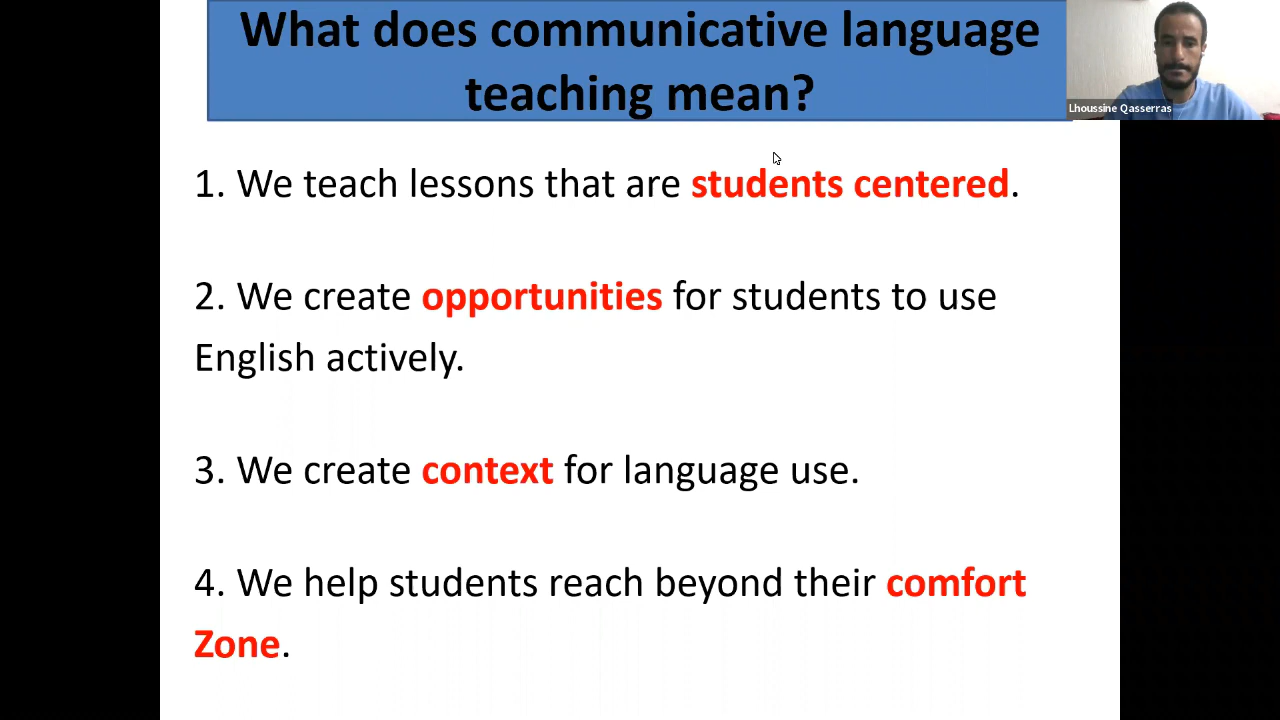 What does communicative language
teaching mean?
Lhoussine Qasserras
1. We teach lessons that are students centered.
2. We create opportunities for students to use
English actively.
3. We create context for language use.
4. We help students reach beyond their comfort
Zone.